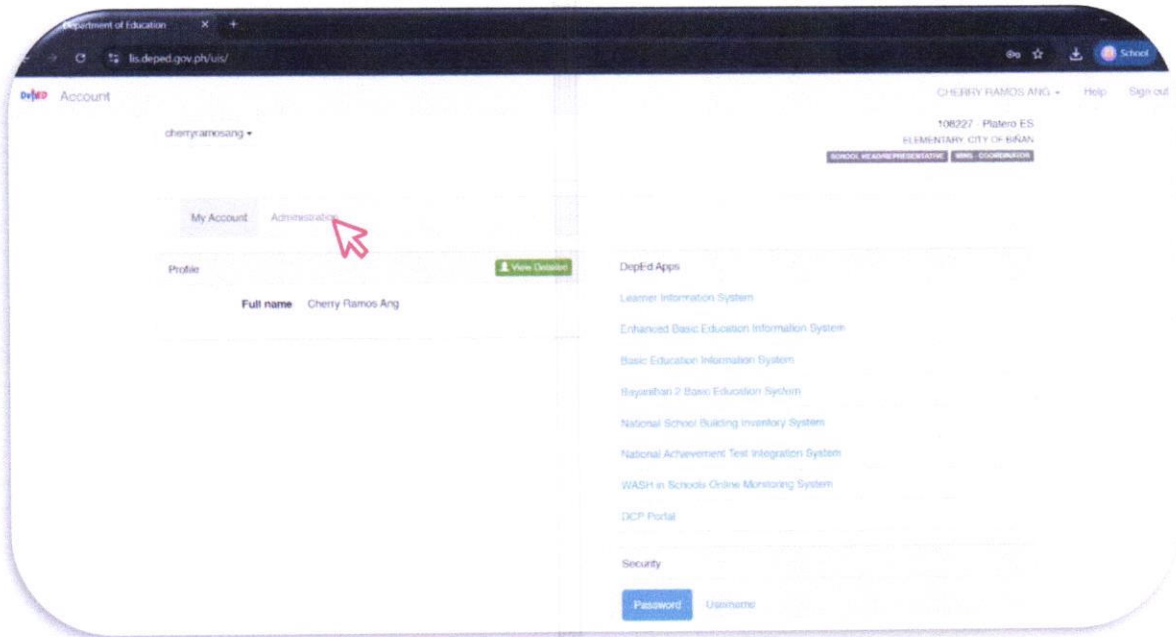 Department of Education
lis.deped.gov.ph/uis/
School
DepED Account
CHERRY RAMOS ANG
Help
Sign out
cherryramosang
108227 - Platero ES
ELEMENTARY, CITY OF BIÑAN
SCHOOL HEAD/REPRESENTATIVE
COORDINATOR
My Account
Administration
Profile
View Detailed
Full name Cherry Ramos Ang
DepEd Apps
Learner Information System
Enhanced Basic Education Information System
Basic Education Information System
Bayanihan 2 Basic Education System
National School Building Inventory System
National Achievement Test Integration System
WASH in Schools Online Monitoring System
DCP Portal
Security
Password
Username